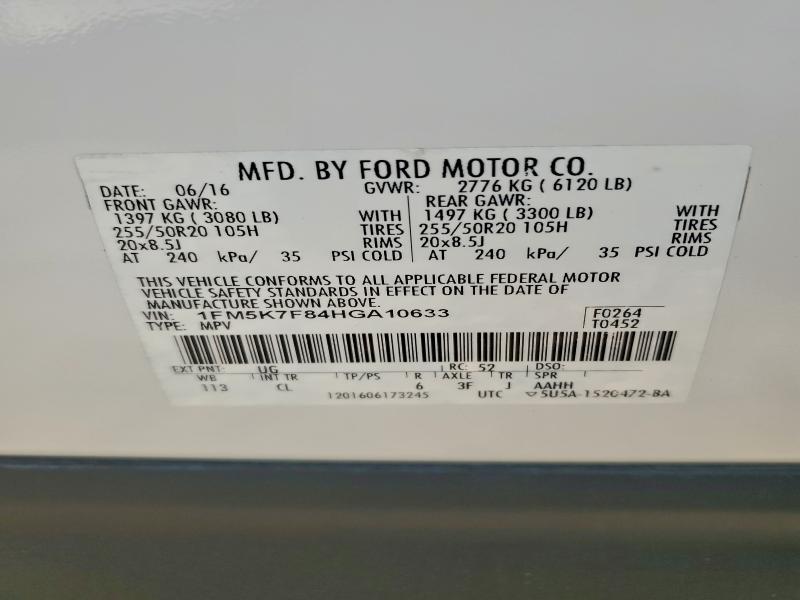 MFD. BY FORD MOTOR CO.
DATE: 06/16 GVWR: 2776 KG ( 6120 LB)
FRONT GAWR: REAR GAWR:
1397 KG ( 3080 LB) WITH 1497 KG ( 3300 LB) WITH
255/50R20 105H TIRES 255/50R20 105H TIRES
20x8.5J RIMS 20x8.5J RIMS
AT 240 kPa/ 35 PSI COLD AT 240 kPa/ 35 PSI COLD
THIS VEHICLE CONFORMS TO ALL APPLICABLE FEDERAL MOTOR
VEHICLE SAFETY STANDARDS IN EFFECT ON THE DATE OF
MANUFACTURE SHOWN ABOVE.
VIN: 1FM5K7F84HGA10633 F0264
TYPE: MPV T0452
EXT PNT: UG RC: 52 DSO:
WB INT TR TP/PS R AXLE TR SPR
113 CL 6 3F J AAHH
1201606173245 UTC ▽5U5A-1520472-BA